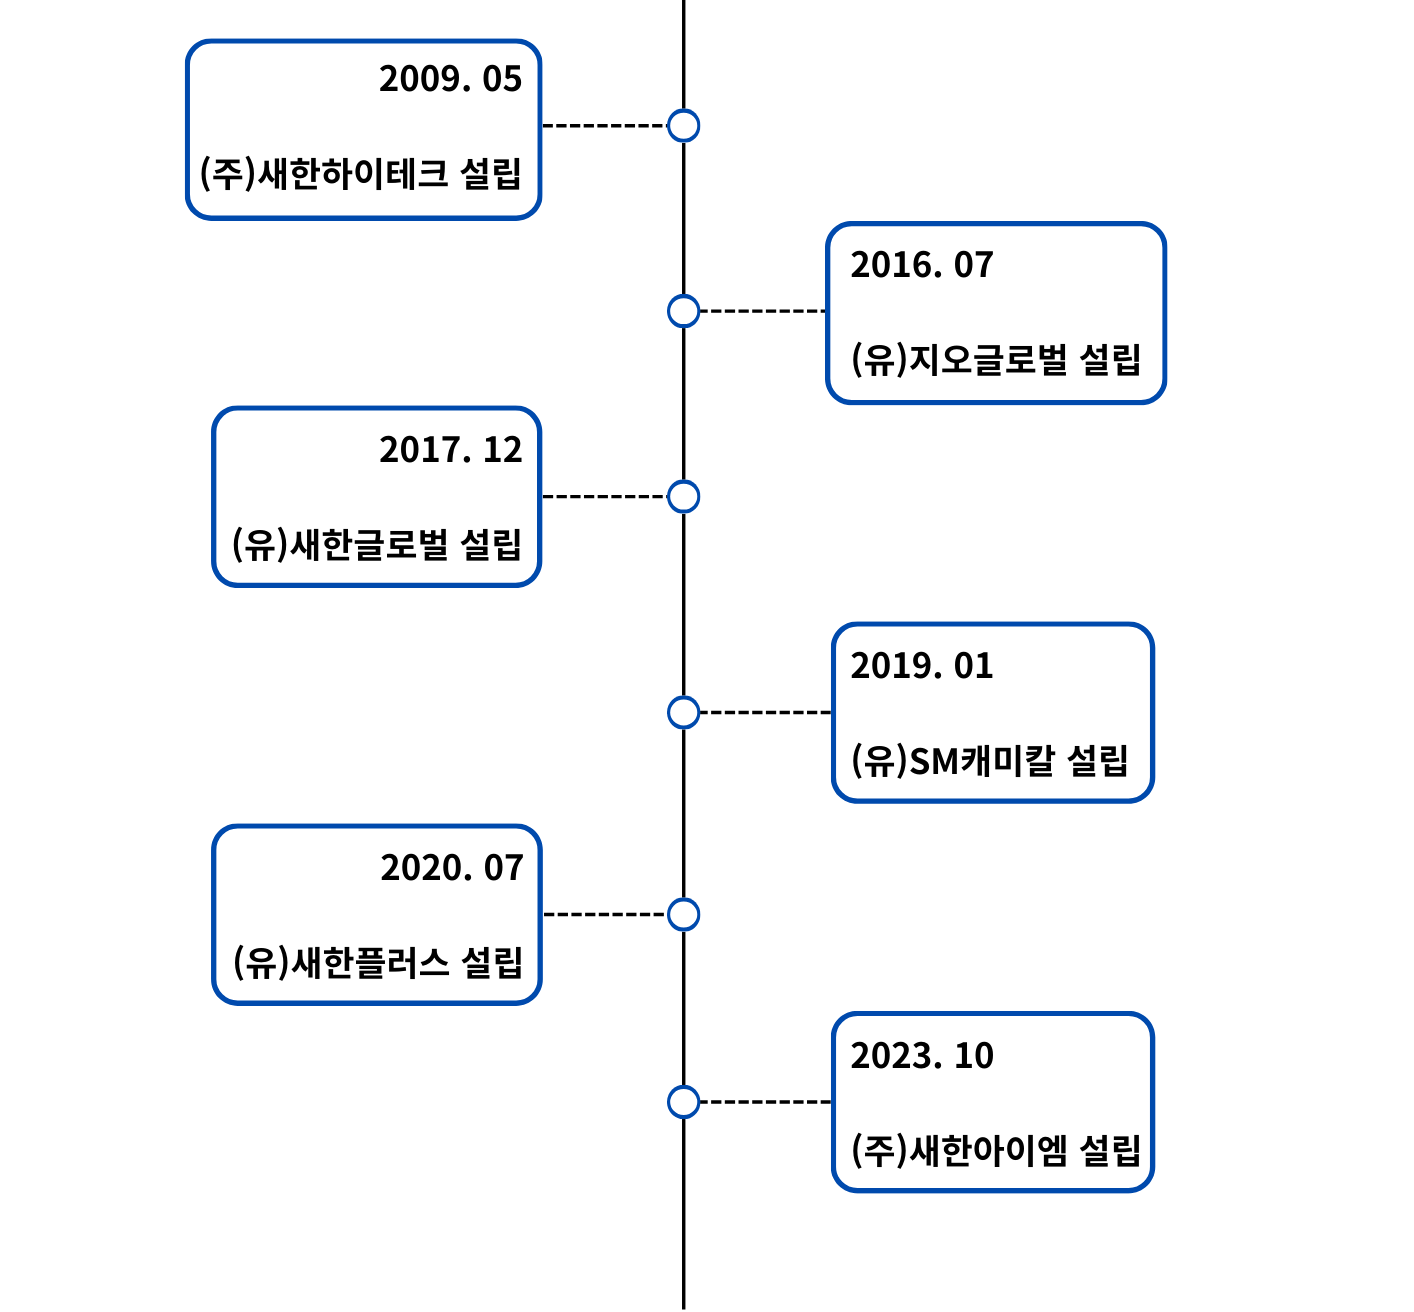 2009. 05
(주)새한하이테크 설립
2016. 07
(유)지오글로벌 설립
2017. 12
(유)새한글로벌 설립
2019. 01
(유)SM캐미칼 설립
2020. 07
(유)새한플러스 설립
2023. 10
(주)새한아이엠 설립